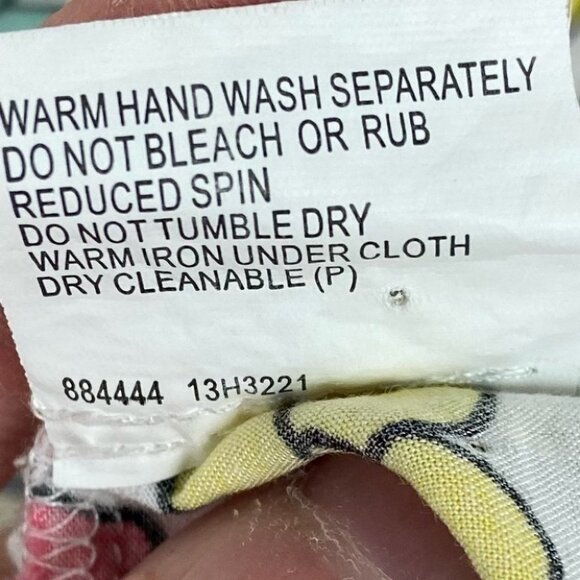 WARM HAND WASH SEPARATELY
DO NOT BLEACH OR RUB
REDUCED SPIN
DO NOT TUMBLE DRY
WARM IRON UNDER CLOTH
DRY CLEANABLE (P)
884444 13H3221